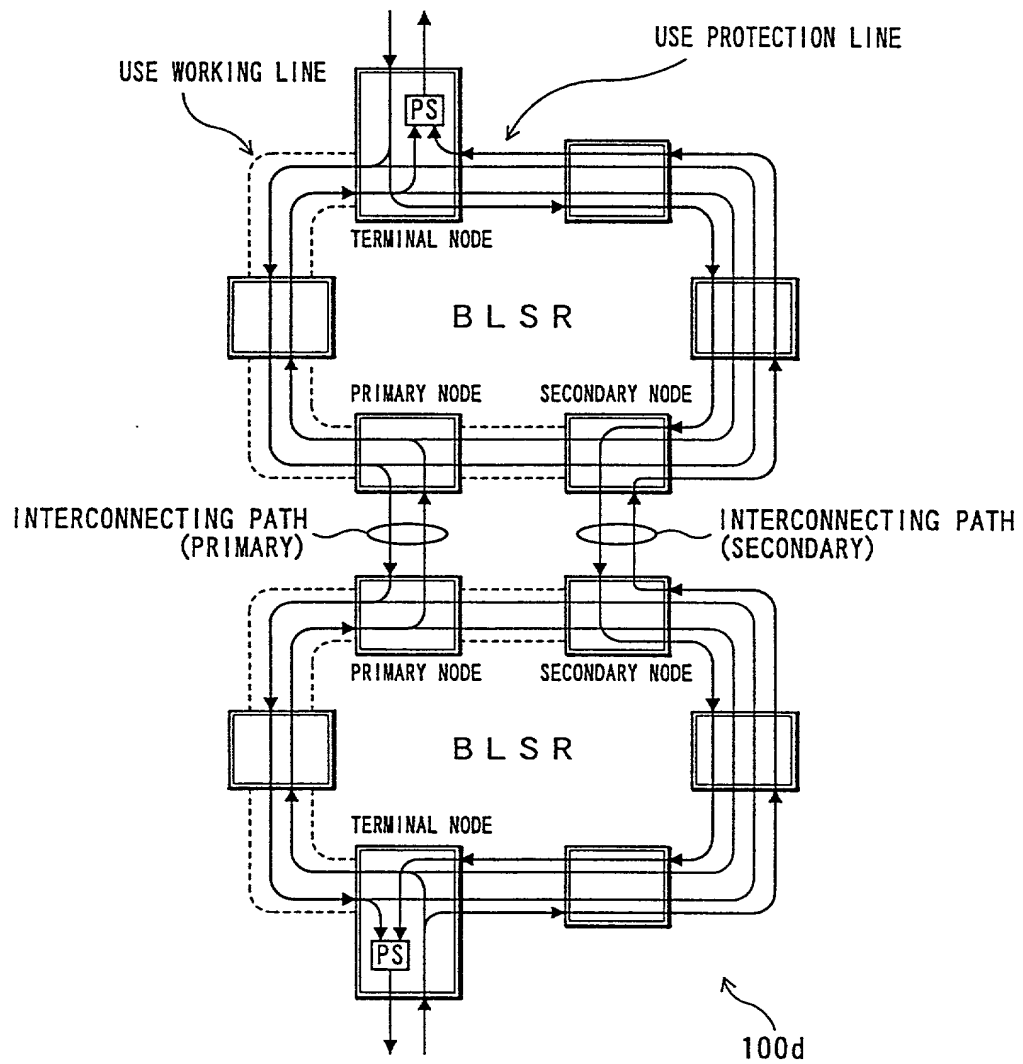 USE PROTECTION LINE
USE WORKING LINE
PS
TERMINAL NODE
BLSR
PRIMARY NODE
SECONDARY NODE
INTERCONNECTING PATH
(PRIMARY)
INTERCONNECTING PATH
(SECONDARY)
PRIMARY NODE
SECONDARY NODE
BLSR
TERMINAL NODE
PS
100d